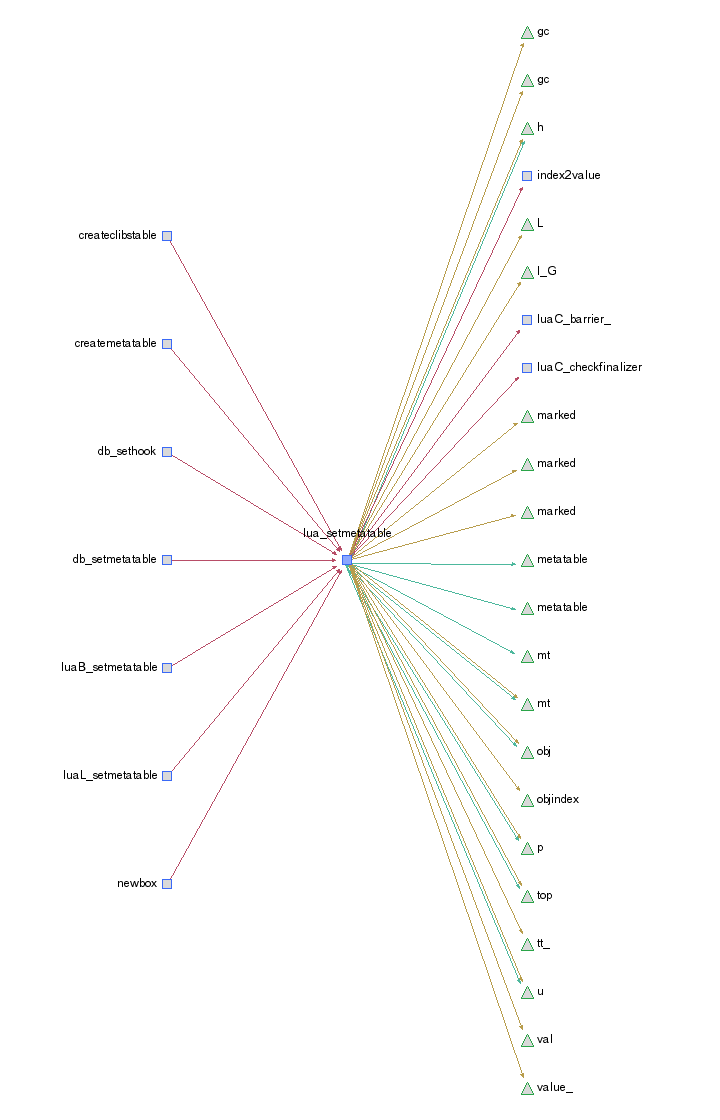 gc
gc
h
index2value
createclibstable
L
l_G
luaC_barrier_
createmetatable
luaC_checkfinalizer
marked
db_sethook
marked
marked
lua_setmetatable
db_setmetatable
metatable
metatable
luaB_setmetatable
mt
mt
obj
luaL_setmetatable
objindex
p
newbox
top
tt_
u
val
value_